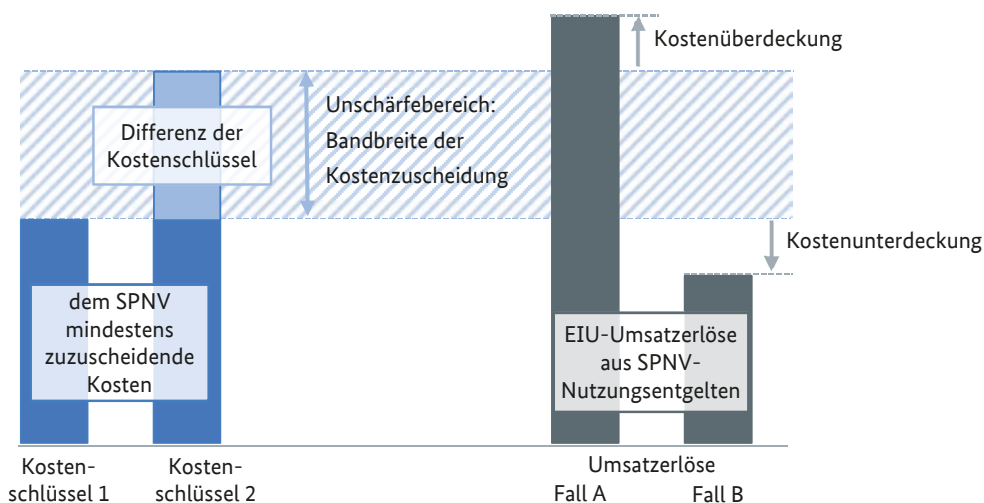 Kostenüberdeckung
Unschärfebereich:
Bandbreite der
Kostenzuscheidung
Differenz der
Kostenschlüssel
Kostenunterdeckung
dem SPNV
mindestens
zuzuscheidende
Kosten
EIU-Umsatzerlöse
aus SPNV-
Nutzungsentgelten
Kosten-
schlüssel 1
Kosten-
schlüssel 2
Umsatzerlöse
Fall A
Fall B